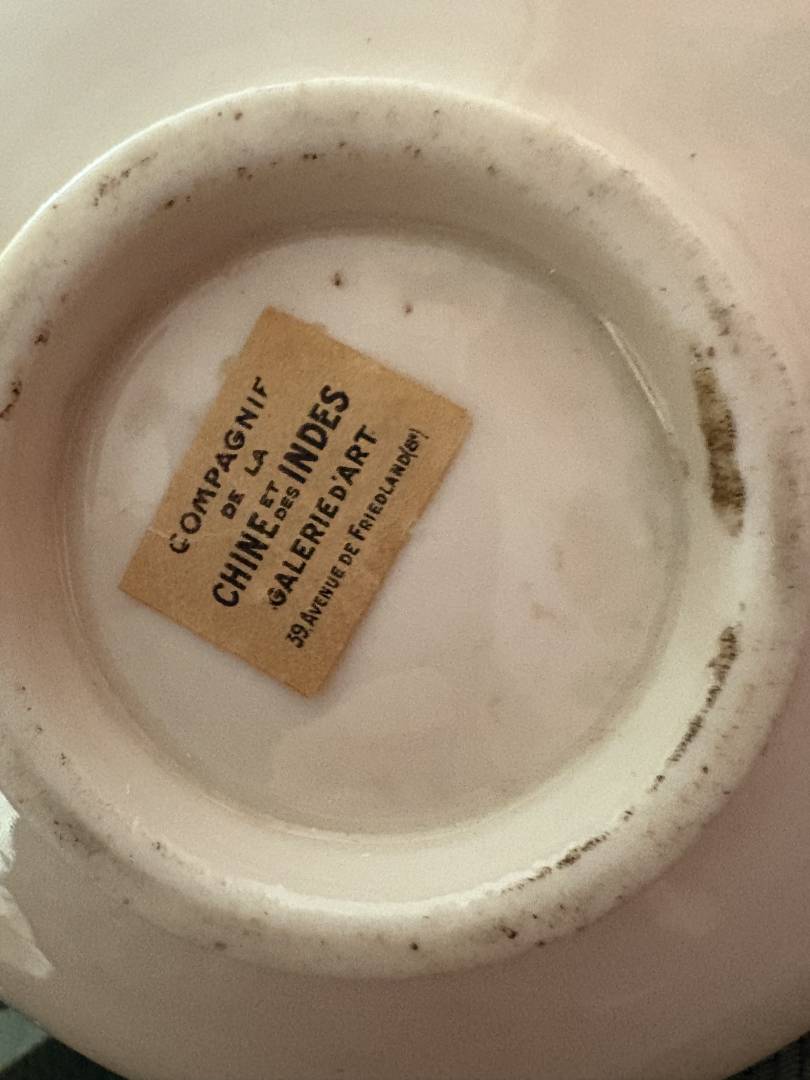 COMPAGNIE
DE LA
CHINE ET DES INDES
GALERIE D'ART
39, AVENUE DE FRIEDLAND (8e)